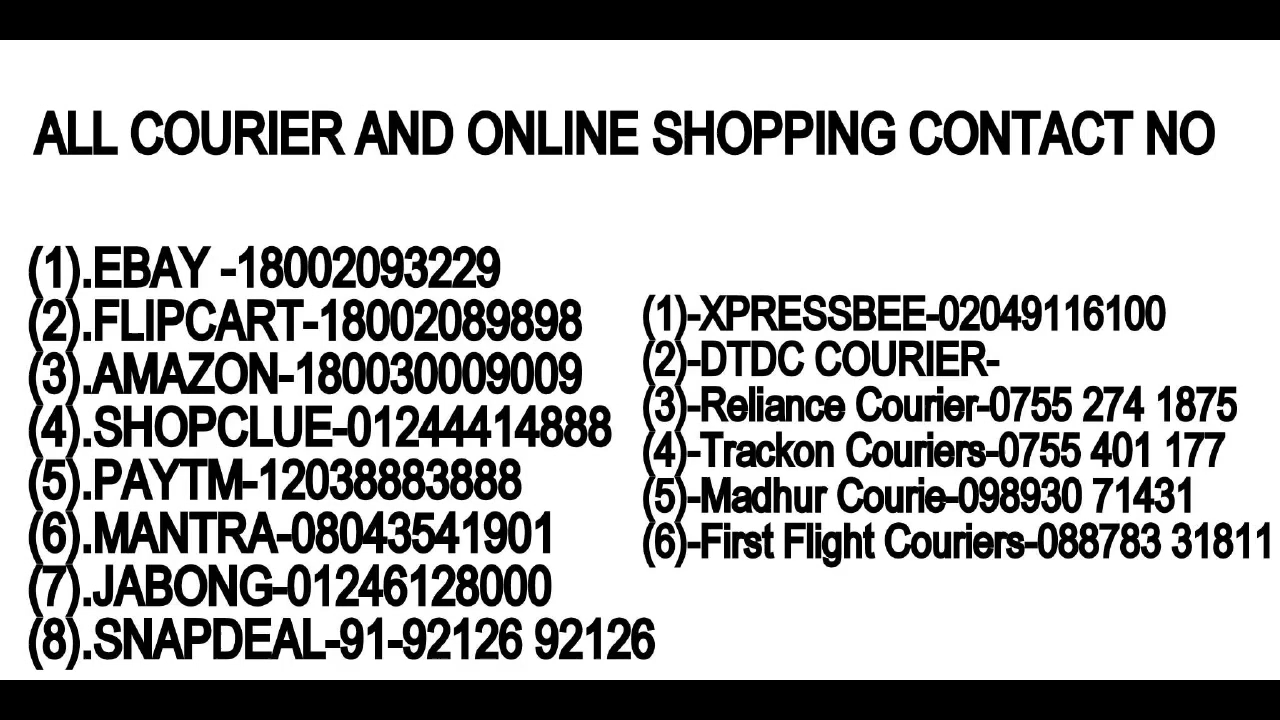 ALL COURIER AND ONLINE SHOPPING CONTACT NO
(1).EBAY -18002093229
(2).FLIPCART-18002089898
(3).AMAZON-180030009009
(4).SHOPCLUE-01244414888
(5).PAYTM-12038883888
(6).MANTRA-08043541901
(7).JABONG-01246128000
(8).SNAPDEAL-91-92126 92126
(1)-XPRESSBEE-02049116100
(2)-DTDC COURIER-
(3)-Reliance Courier-0755 274 1875
(4)-Trackon Couriers-0755 401 177
(5)-Madhur Courie-098930 71431
(6)-First Flight Couriers-088783 31811